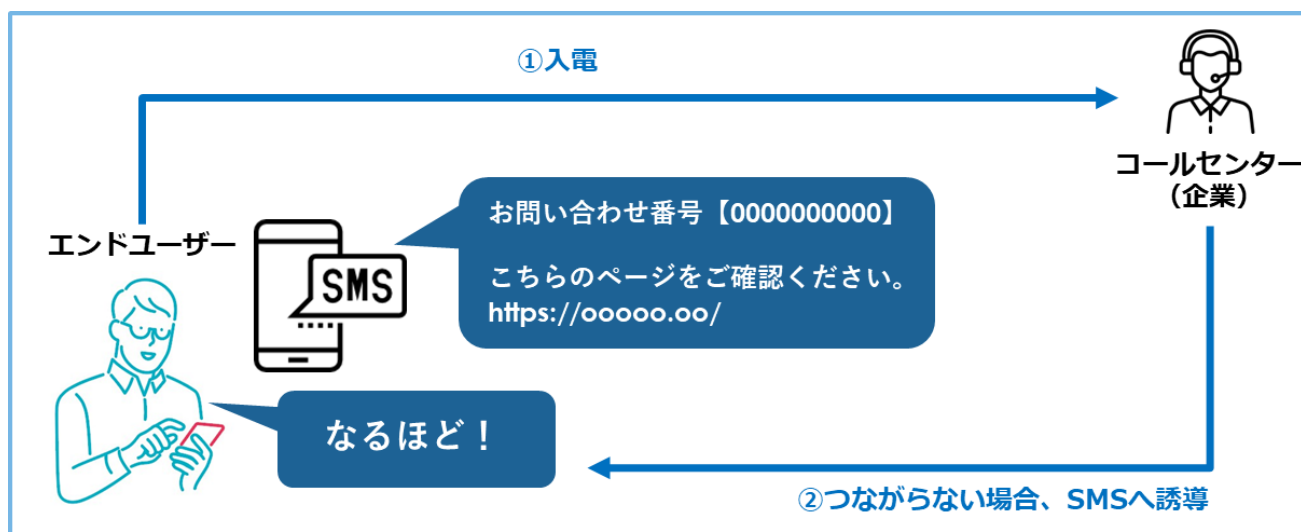 ①入電
コールセンター
（企業）
エンドユーザー
SMS
お問い合わせ番号【0000000000】
こちらのページをご確認ください。
https://ooooo.oo/
なるほど！
②つながらない場合、SMSへ誘導